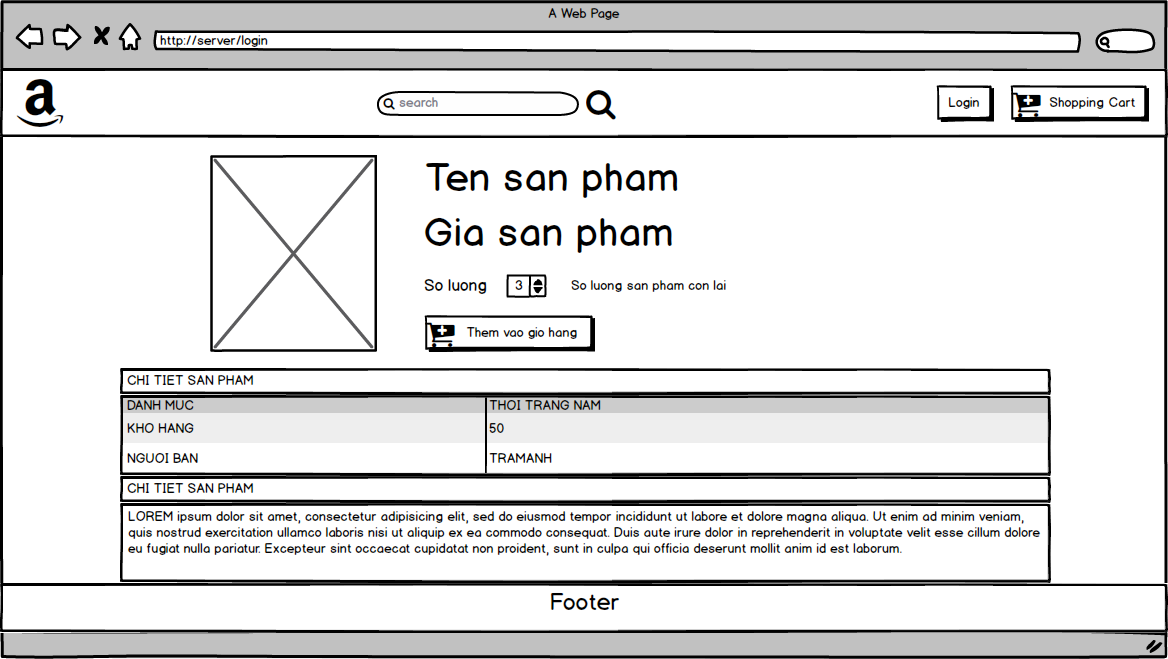 A Web Page
http://server/login
a
search
Login
Shopping Cart
Ten san pham
Gia san pham
So luong
3
So luong san pham con lai
Them vao gio hang
CHI TIET SAN PHAM
DANH MUC
THOI TRANG NAM
KHO HANG
50
NGUOI BAN
TRAMANH
CHI TIET SAN PHAM
LOREM ipsum dolor sit amet, consectetur adipisicing elit, sed do eiusmod tempor incididunt ut labore et dolore magna aliqua. Ut enim ad minim veniam,
quis nostrud exercitation ullamco laboris nisi ut aliquip ex ea commodo consequat. Duis aute irure dolor in reprehenderit in voluptate velit esse cillum dolore
eu fugiat nulla pariatur. Excepteur sint occaecat cupidatat non proident, sunt in culpa qui officia deserunt mollit anim id est laborum.
Footer